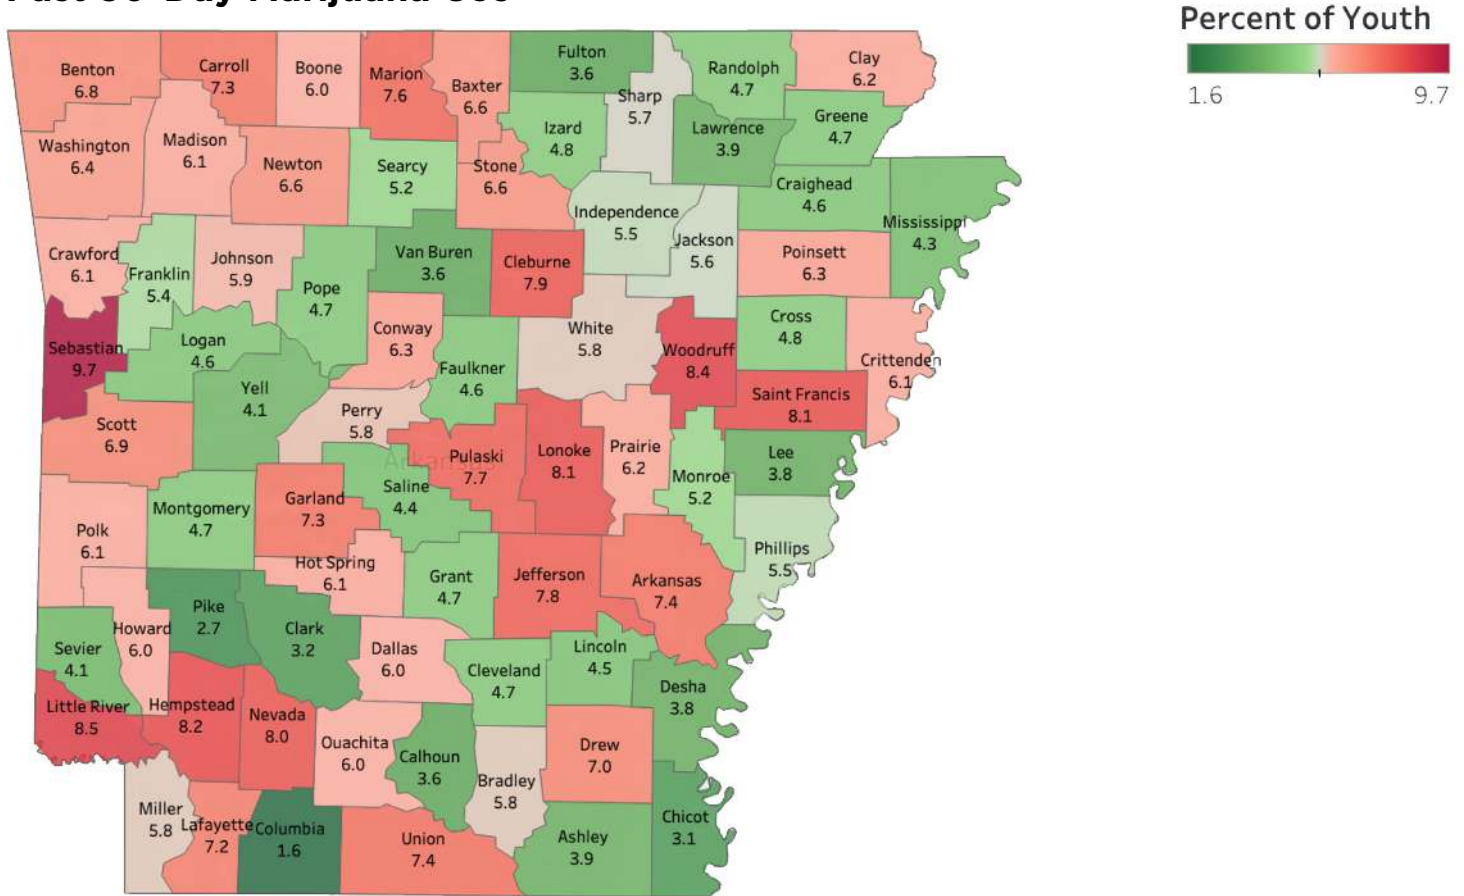 Past 30-Day Marijuana Use
Percent of Youth
1.6
9.7
Benton
6.8
Carroll
7.3
Boone
6.0
Marion
7.6
Baxter
6.6
Fulton
3.6
Sharp
5.7
Randolph
4.7
Clay
6.2
Washington
6.4
Madison
6.1
Newton
6.6
Searcy
5.2
Stone
6.6
Izard
4.8
Lawrence
3.9
Greene
4.7
Craighead
4.6
Mississippi
4.3
Crawford
6.1
Franklin
5.4
Johnson
5.9
Pope
4.7
Van Buren
3.6
Cleburne
7.9
Independence
5.5
Jackson
5.6
Poinsett
6.3
Sebastian
9.7
Logan
4.6
Conway
6.3
Faulkner
4.6
White
5.8
Woodruff
8.4
Cross
4.8
Crittenden
6.1
Saint Francis
8.1
Scott
6.9
Yell
4.1
Perry
5.8
Arkansas
Pulaski
7.7
Lonoke
8.1
Prairie
6.2
Monroe
5.2
Lee
3.8
Polk
6.1
Montgomery
4.7
Garland
7.3
Saline
4.4
Hot Spring
6.1
Grant
4.7
Jefferson
7.8
Arkansas
7.4
Phillips
5.5
Sevier
4.1
Howard
6.0
Pike
2.7
Clark
3.2
Dallas
6.0
Cleveland
4.7
Lincoln
4.5
Desha
3.8
Little River
8.5
Hempstead
8.2
Nevada
8.0
Ouachita
6.0
Calhoun
3.6
Bradley
5.8
Drew
7.0
Miller
5.8
Lafayette
7.2
Columbia
1.6
Union
7.4
Ashley
3.9
Chicot
3.1